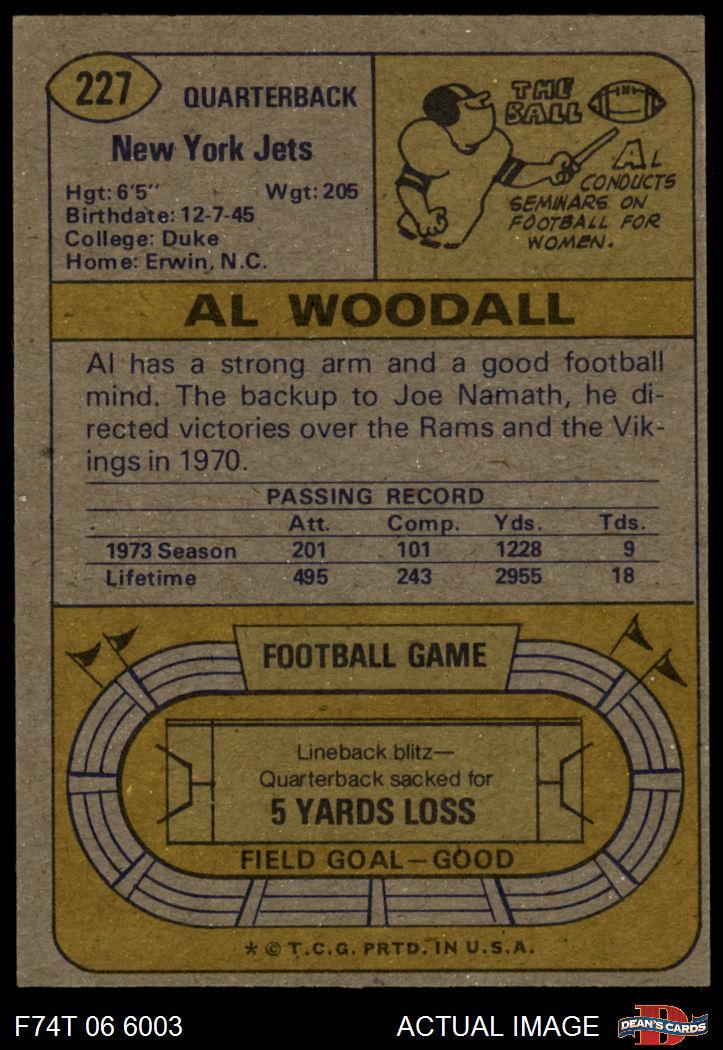 227
QUARTERBACK
New York Jets
Hgt: 6'5" Wgt: 205
Birthdate: 12-7-45
College: Duke
Home: Erwin, N.C.
THE
BALL
AL
CONDUCTS
SEMINARS ON
FOOTBALL FOR
WOMEN.
AL WOODALL
Al has a strong arm and a good football
mind. The backup to Joe Namath, he di-
rected victories over the Rams and the Vik-
ings in 1970.
PASSING RECORD
Att. Comp. Yds. Tds.
1973 Season 201 101 1228 9
Lifetime 495 243 2955 18
FOOTBALL GAME
Lineback blitz—
Quarterback sacked for
5 YARDS LOSS
FIELD GOAL—GOOD
* © T.C.G. PRTD. IN U.S.A.
F74T 06 6003 ACTUAL IMAGE
D
DEAN'S CARDS